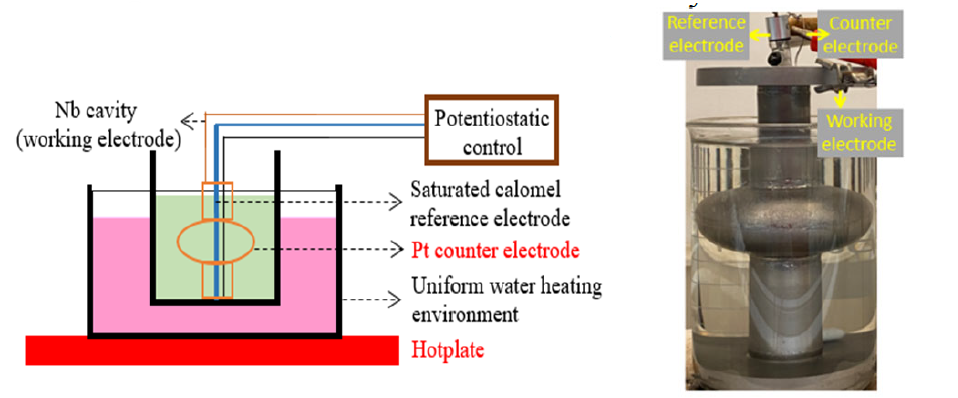 Nb cavity
(working electrode)
Potentiostatic
control
Saturated calomel
reference electrode
Pt counter electrode
Uniform water heating
environment
Hotplate
Reference
electrode
Counter
electrode
Working
electrode